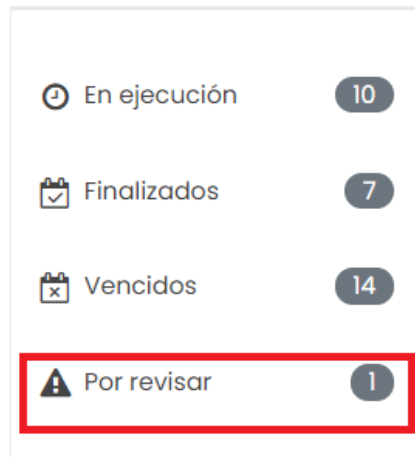 En ejecución 10
Finalizados 7
Vencidos 14
Por revisar 1